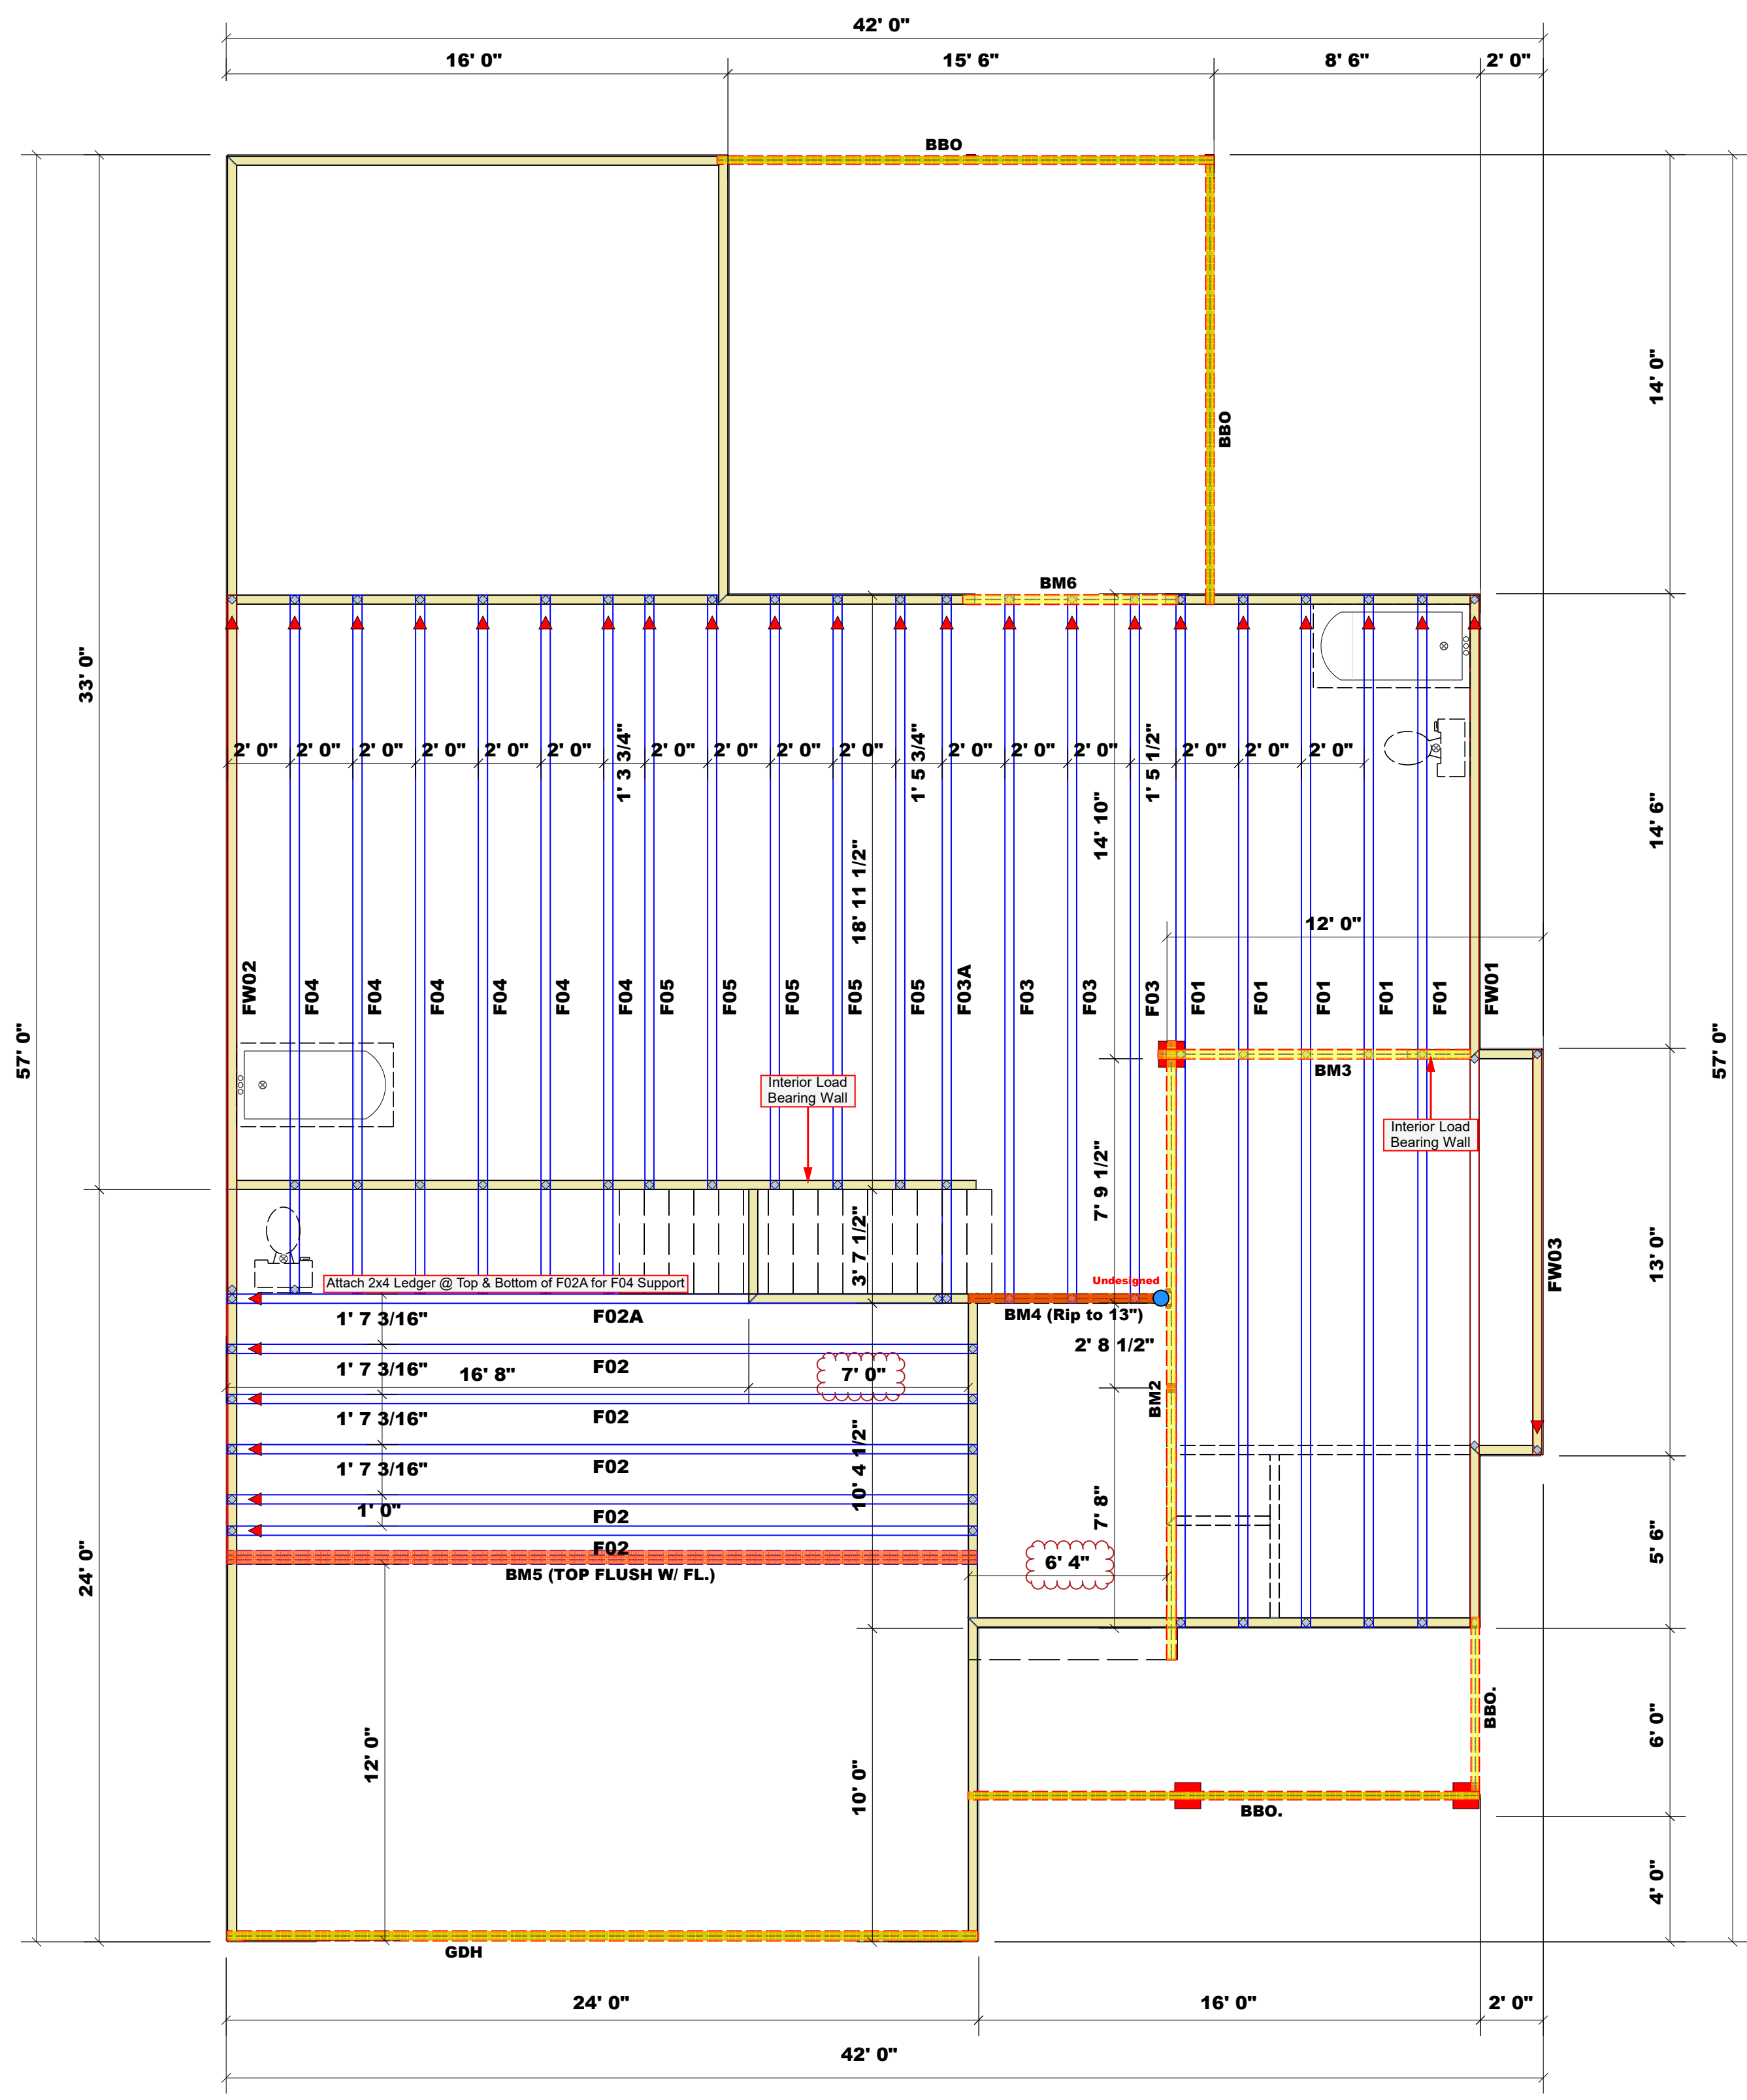 42' 0"
16' 0"
15' 6"
8' 6"
2' 0"
BBO
BBO
14' 0"
BM6
33' 0"
57' 0"
2' 0"
2' 0"
2' 0"
2' 0"
2' 0"
2' 0"
1' 3 3/4"
2' 0"
2' 0"
2' 0"
2' 0"
1' 5 3/4"
2' 0"
2' 0"
2' 0"
1' 5 1/2"
2' 0"
2' 0"
2' 0"
14' 10"
14' 6"
18' 11 1/2"
12' 0"
FW02
F04
F04
F04
F04
F04
F04
F05
F05
F05
F05
F05
F03A
F03
F03
F03
F01
F01
F01
F01
F01
FW01
57' 0"
BM3
Interior Load
Bearing Wall
Interior Load
Bearing Wall
7' 9 1/2"
3' 7 1/2"
13' 0"
FW03
Attach 2x4 Ledger @ Top & Bottom of F02A for F04 Support
Undesigned
1' 7 3/16"
F02A
BM4 (Rip to 13")
2' 8 1/2"
1' 7 3/16"
16' 8"
F02
7' 0"
BM2
1' 7 3/16"
F02
10' 4 1/2"
1' 7 3/16"
F02
1' 0"
F02
7' 8"
F02
BM5 (TOP FLUSH W/ FL.)
6' 4"
5' 6"
24' 0"
12' 0"
10' 0"
BBO.
6' 0"
BBO.
4' 0"
GDH
24' 0"
16' 0"
2' 0"
42' 0"